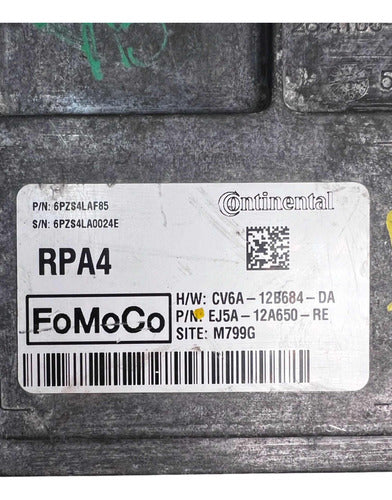 P/N: 6PZS4LAF85
Continental
S/N: 6PZS4LA0024E
RPA4
H/W: CV6A-12B684-DA
FoMoCo
P/N: EJ5A-12A650-RE
SITE: M799G